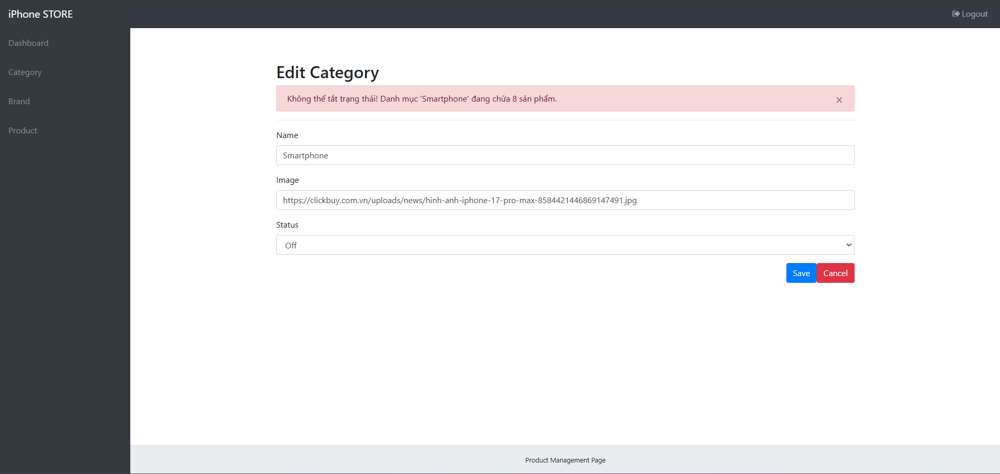 iPhone STORE
Logout
Dashboard
Category
Brand
Product
Edit Category
Không thể tắt trạng thái! Danh mục 'Smartphone' đang chứa 8 sản phẩm.
×
Name
Smartphone
Image
https://clickbuy.com.vn/uploads/news/hinh-anh-iphone-17-pro-max-8584421446869147491.jpg
Status
Off
Save Cancel
Product Management Page